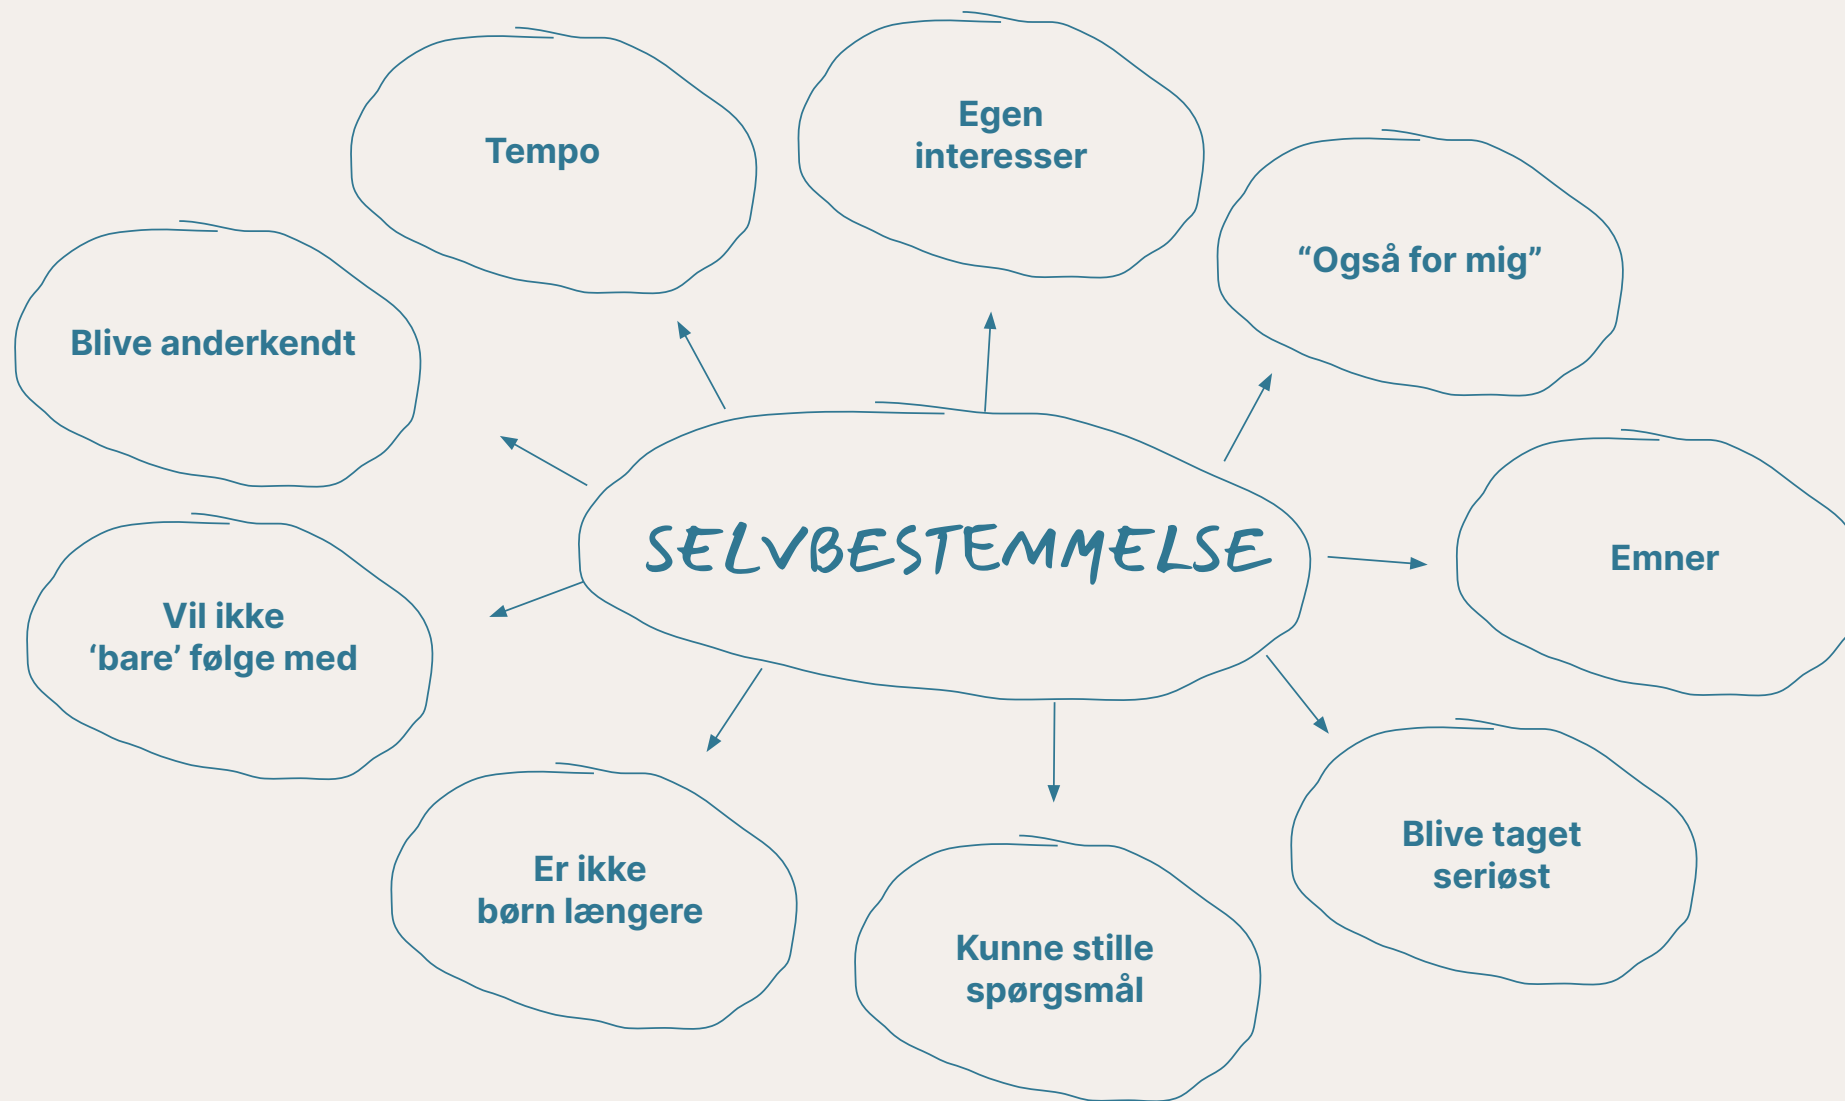 Egen
interesser
Tempo
“Også for mig”
Blive anderkendt
SELVBESTEMMELSE
Emner
Vil ikke
‘bare’ følge med
Blive taget
seriøst
Er ikke
børn længere
Kunne stille
spørgsmål